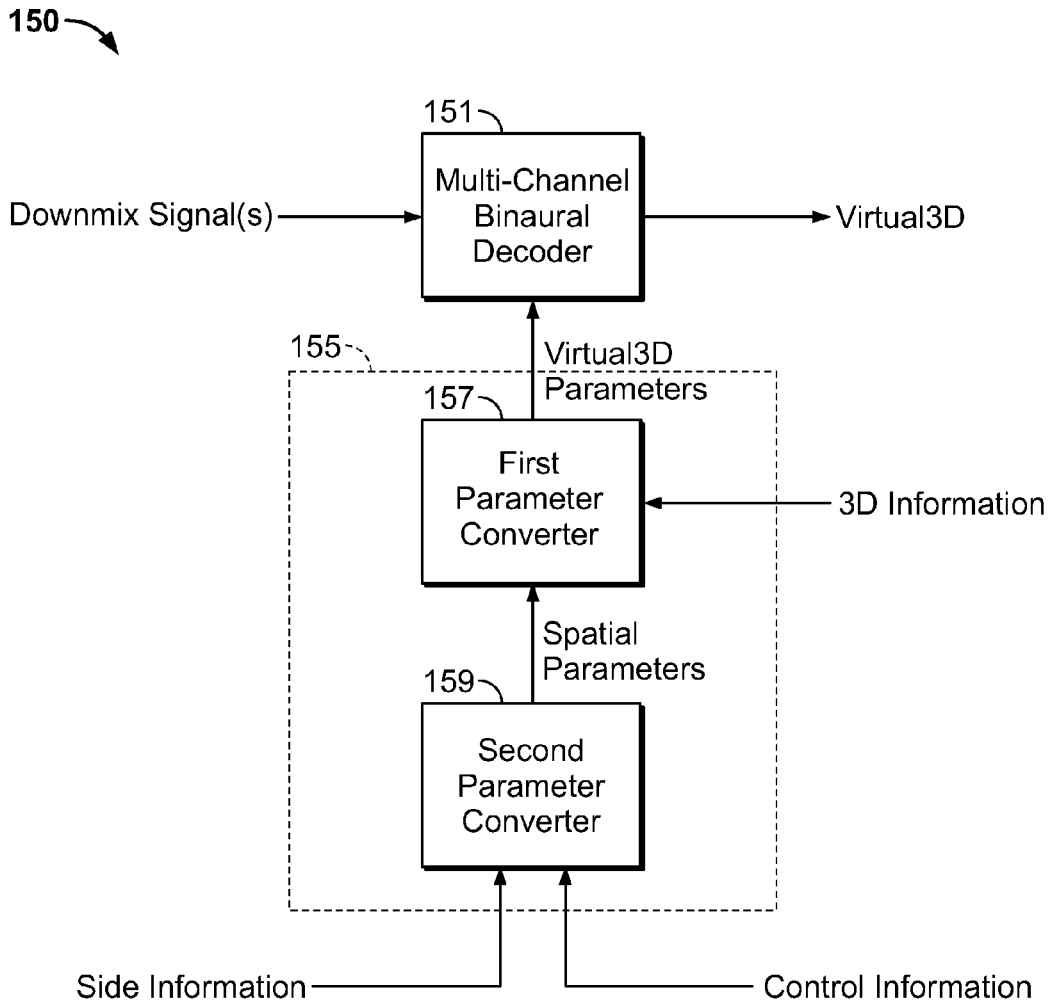 150
151
Multi-Channel
Binaural
Decoder
Downmix Signal(s)
Virtual3D
155
Virtual3D
Parameters
157
First
Parameter
Converter
3D Information
Spatial
Parameters
159
Second
Parameter
Converter
Side Information
Control Information